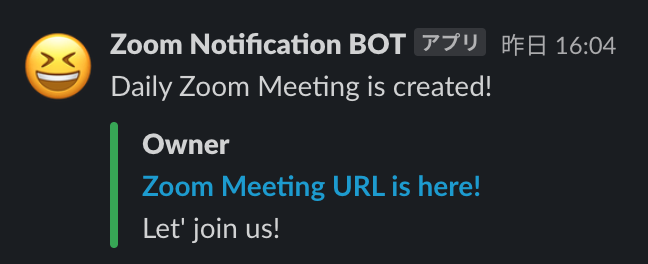 Zoom Notification BOT アプリ 昨日 16:04
Daily Zoom Meeting is created!
Owner
Zoom Meeting URL is here!
Let' join us!